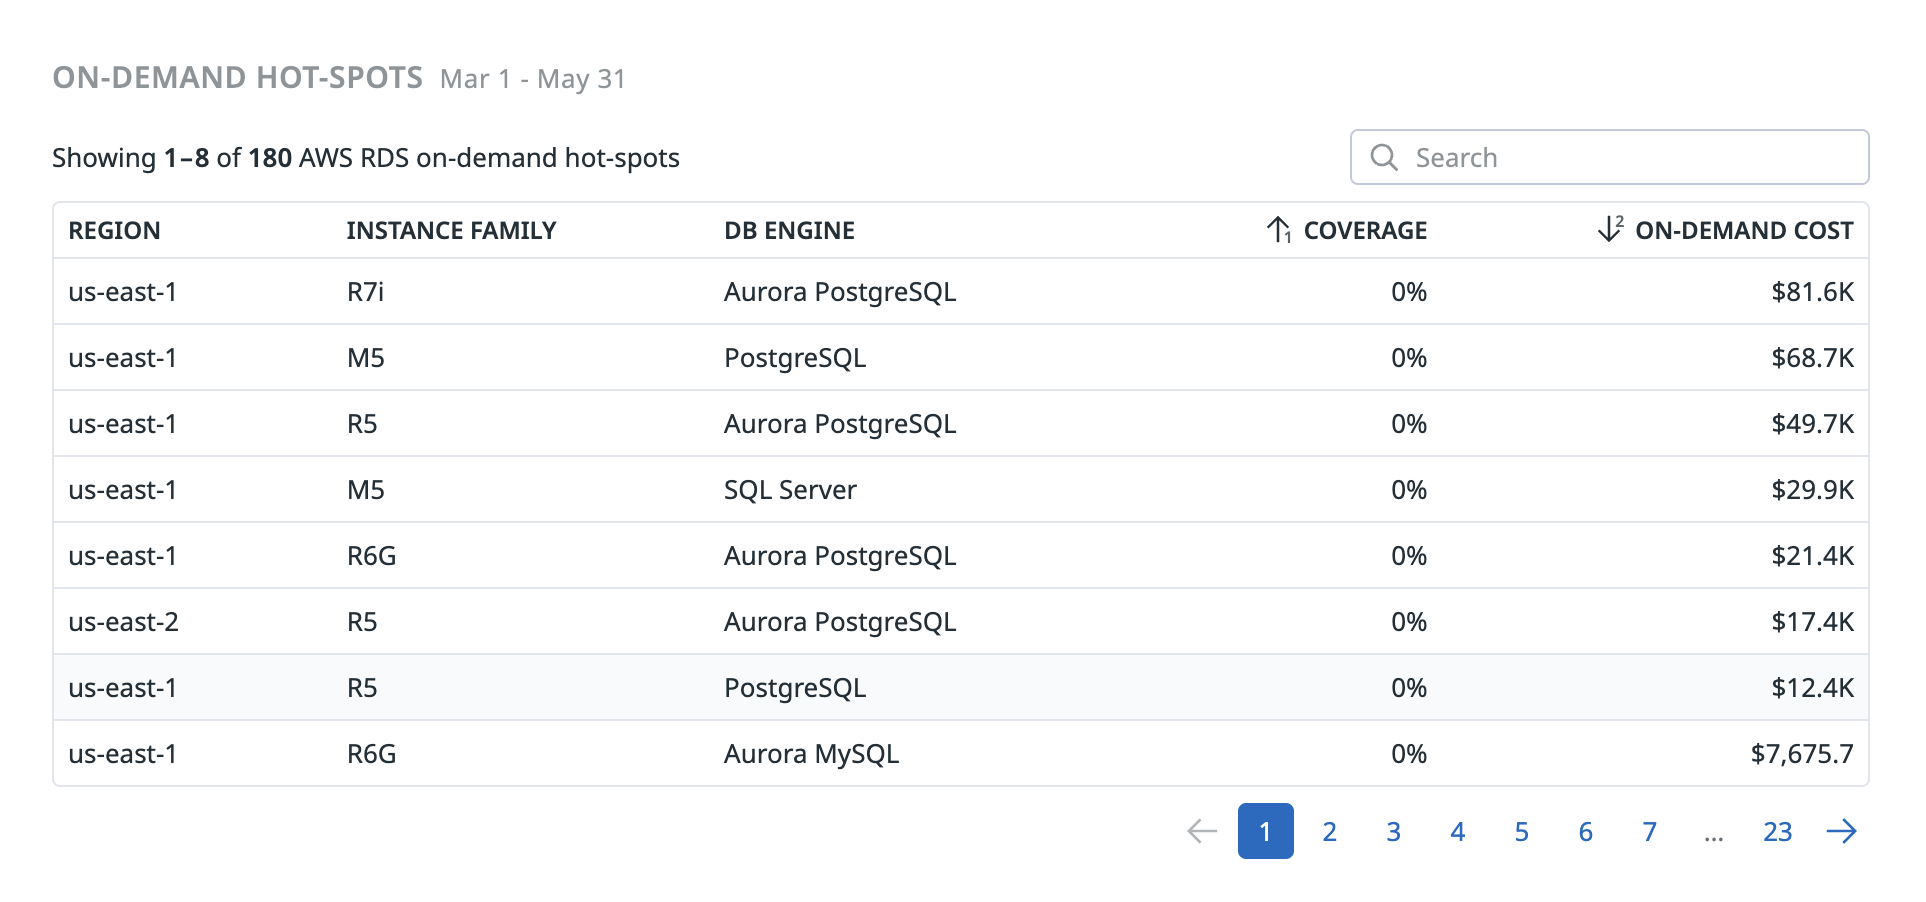 ON-DEMAND HOT-SPOTS Mar 1 - May 31
Showing 1–8 of 180 AWS RDS on-demand hot-spots
Search
REGION INSTANCE FAMILY DB ENGINE 1 COVERAGE 2 ON-DEMAND COST
us-east-1 R7i Aurora PostgreSQL 0% $81.6K
us-east-1 M5 PostgreSQL 0% $68.7K
us-east-1 R5 Aurora PostgreSQL 0% $49.7K
us-east-1 M5 SQL Server 0% $29.9K
us-east-1 R6G Aurora PostgreSQL 0% $21.4K
us-east-2 R5 Aurora PostgreSQL 0% $17.4K
us-east-1 R5 PostgreSQL 0% $12.4K
us-east-1 R6G Aurora MySQL 0% $7,675.7
1 2 3 4 5 6 7 ... 23